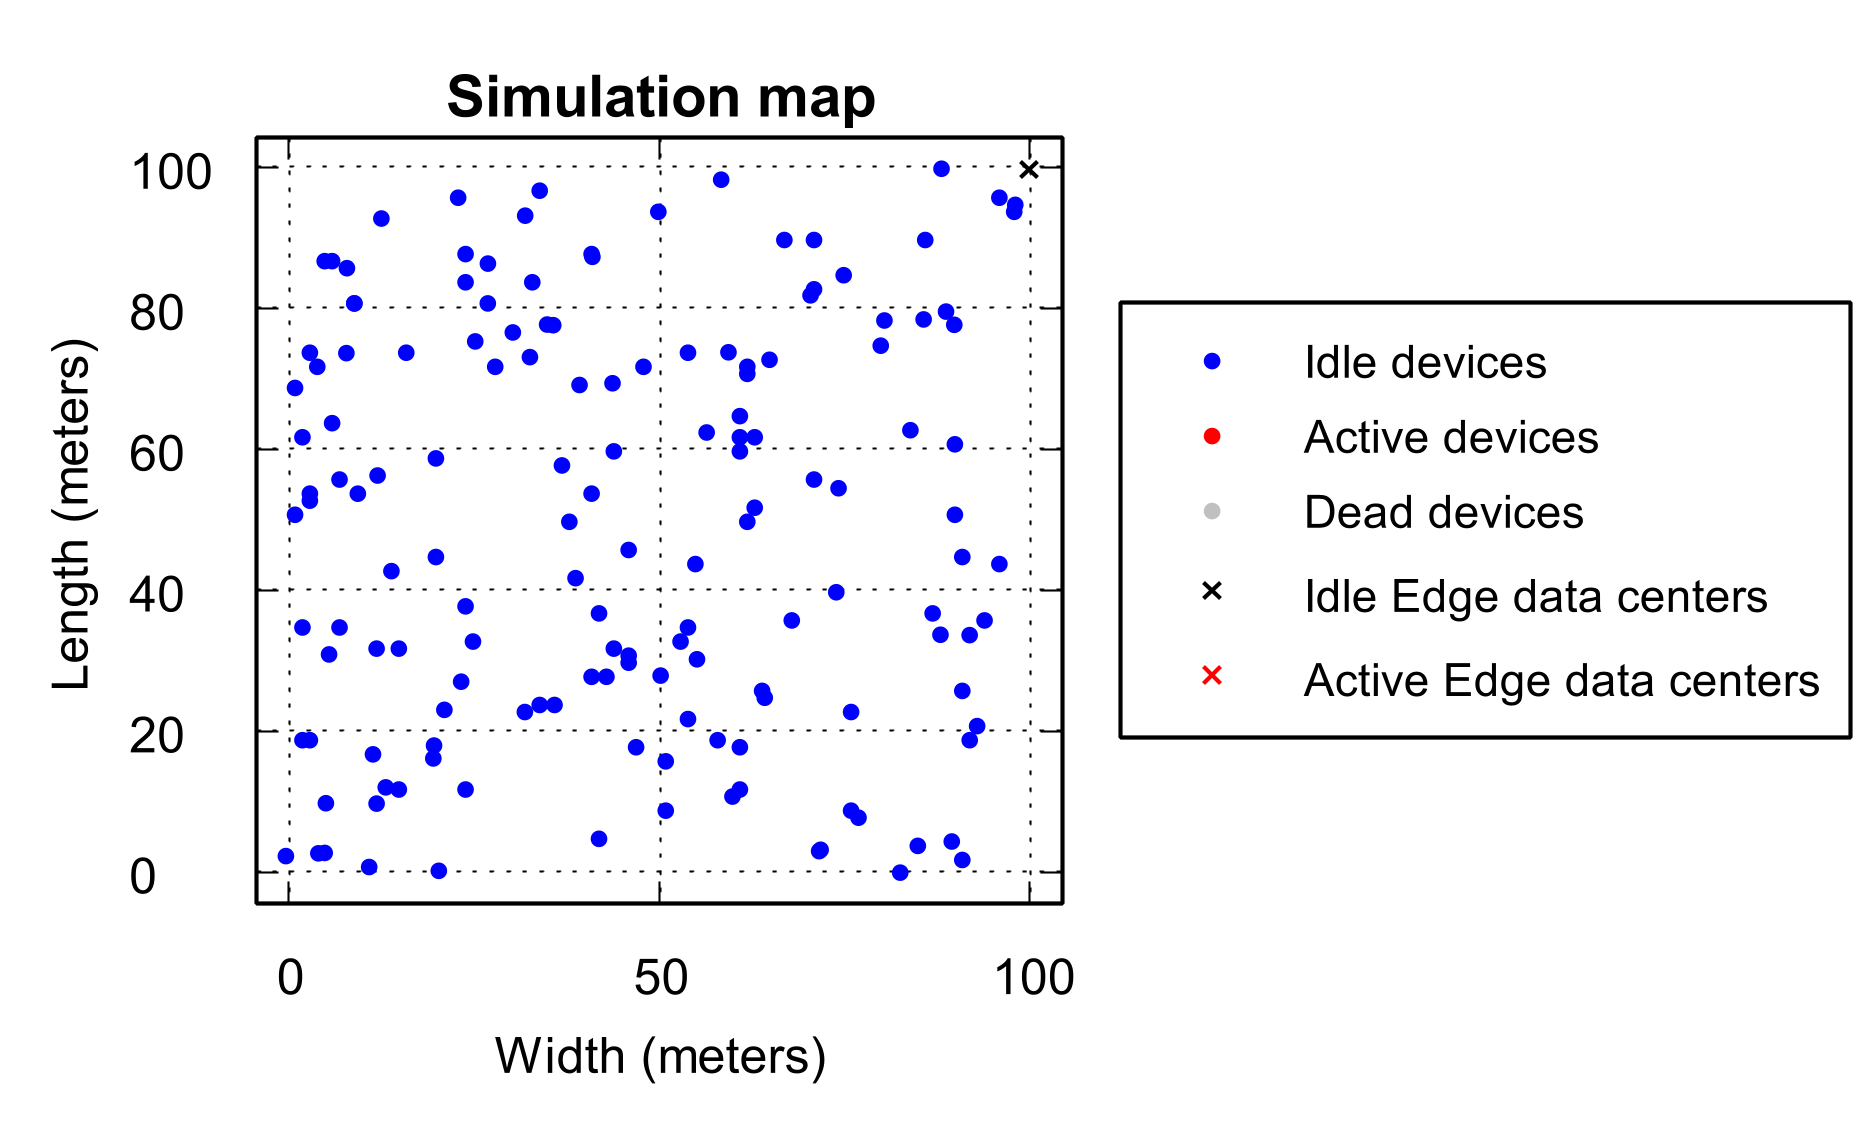 Simulation map
100
80
60
40
20
0
Length (meters)
0 50 100
Width (meters)
Idle devices
Active devices
Dead devices
Idle Edge data centers
Active Edge data centers